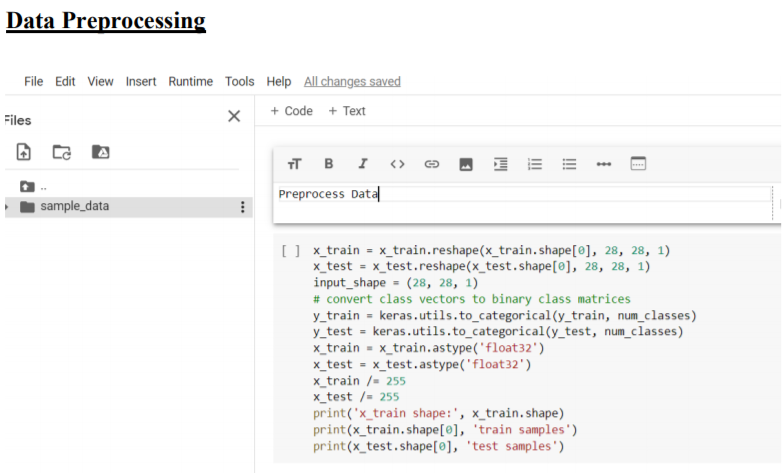 Data Preprocessing
File Edit View Insert Runtime Tools Help All changes saved
Files
+ Code + Text
B I <>
Preprocess Data
..
sample_data
[ ] x_train = x_train.reshape(x_train.shape[0], 28, 28, 1)
x_test = x_test.reshape(x_test.shape[0], 28, 28, 1)
input_shape = (28, 28, 1)
# convert class vectors to binary class matrices
y_train = keras.utils.to_categorical(y_train, num_classes)
y_test = keras.utils.to_categorical(y_test, num_classes)
x_train = x_train.astype('float32')
x_test = x_test.astype('float32')
x_train /= 255
x_test /= 255
print('x_train shape:', x_train.shape)
print(x_train.shape[0], 'train samples')
print(x_test.shape[0], 'test samples')